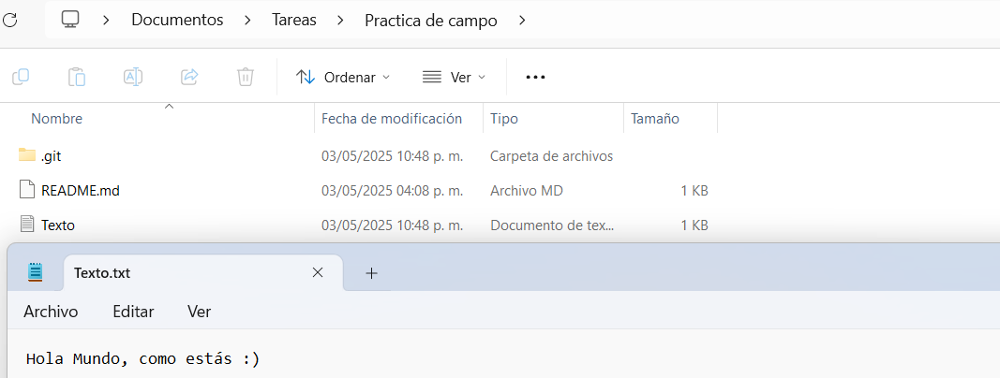 Documentos > Tareas > Practica de campo >
Ordenar Ver ...
Nombre Fecha de modificación Tipo Tamaño
.git 03/05/2025 10:48 p. m. Carpeta de archivos
README.md 03/05/2025 04:08 p. m. Archivo MD 1 KB
Texto 03/05/2025 10:48 p. m. Documento de tex... 1 KB
Texto.txt
Archivo Editar Ver
Hola Mundo, como estás :)